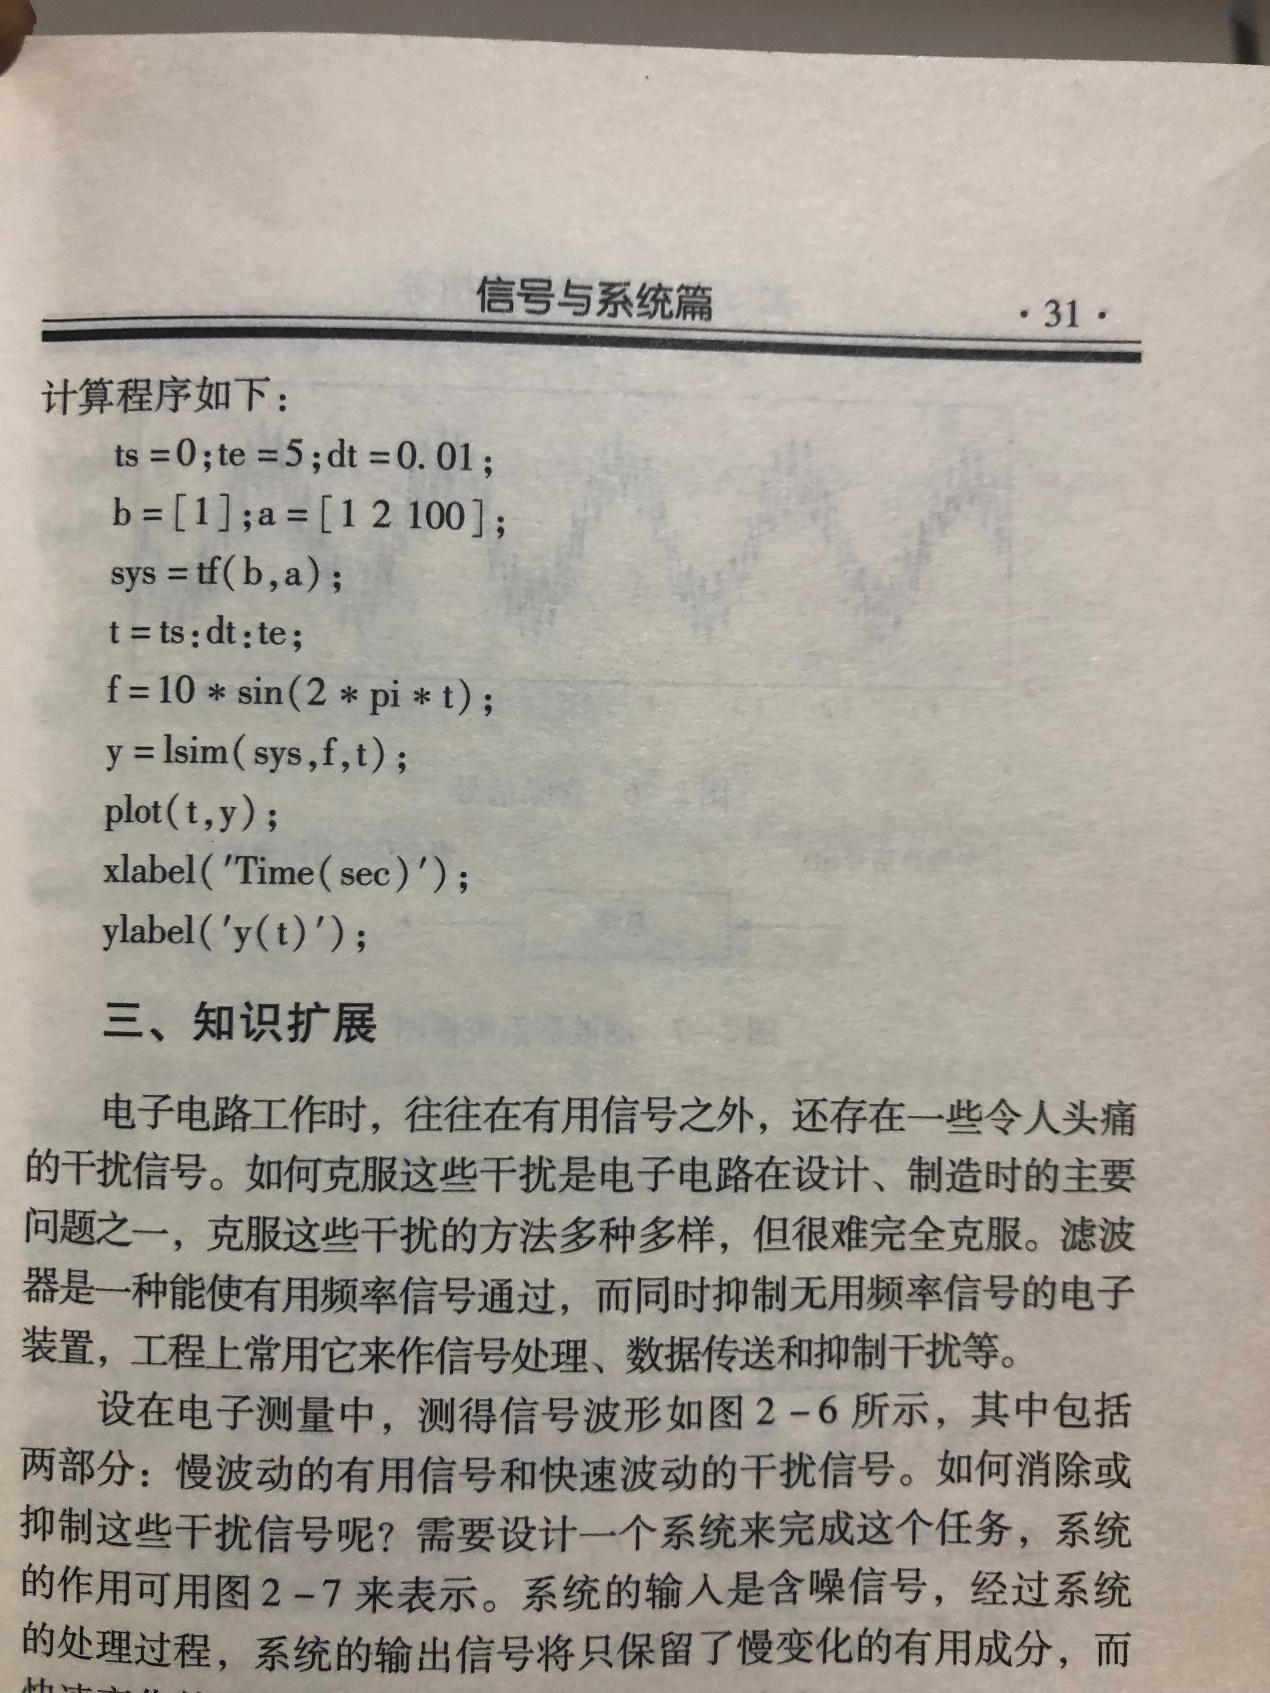 信号与系统篇
·31·
计算程序如下：
ts =0;te =5;dt =0.01;
b =[1];a =[1 2 100];
sys =tf(b,a);
t =ts:dt:te;
f =10 * sin(2 * pi * t);
y =lsim(sys,f,t);
plot(t,y);
xlabel('Time(sec)');
ylabel('y(t)');
三、知识扩展
电子电路工作时，往往在有用信号之外，还存在一些令人头痛
的干扰信号。如何克服这些干扰是电子电路在设计、制造时的主要
问题之一，克服这些干扰的方法多种多样，但很难完全克服。滤波
器是一种能使有用频率信号通过，而同时抑制无用频率信号的电子
装置，工程上常用它来作信号处理、数据传送和抑制干扰等。
设在电子测量中，测得信号波形如图2-6所示，其中包括
两部分：慢波动的有用信号和快速波动的干扰信号。如何消除或
抑制这些干扰信号呢？需要设计一个系统来完成这个任务，系统
的作用可用图2-7来表示。系统的输入是含噪信号，经过系统
的处理过程，系统的输出信号将只保留了慢变化的有用成分，而